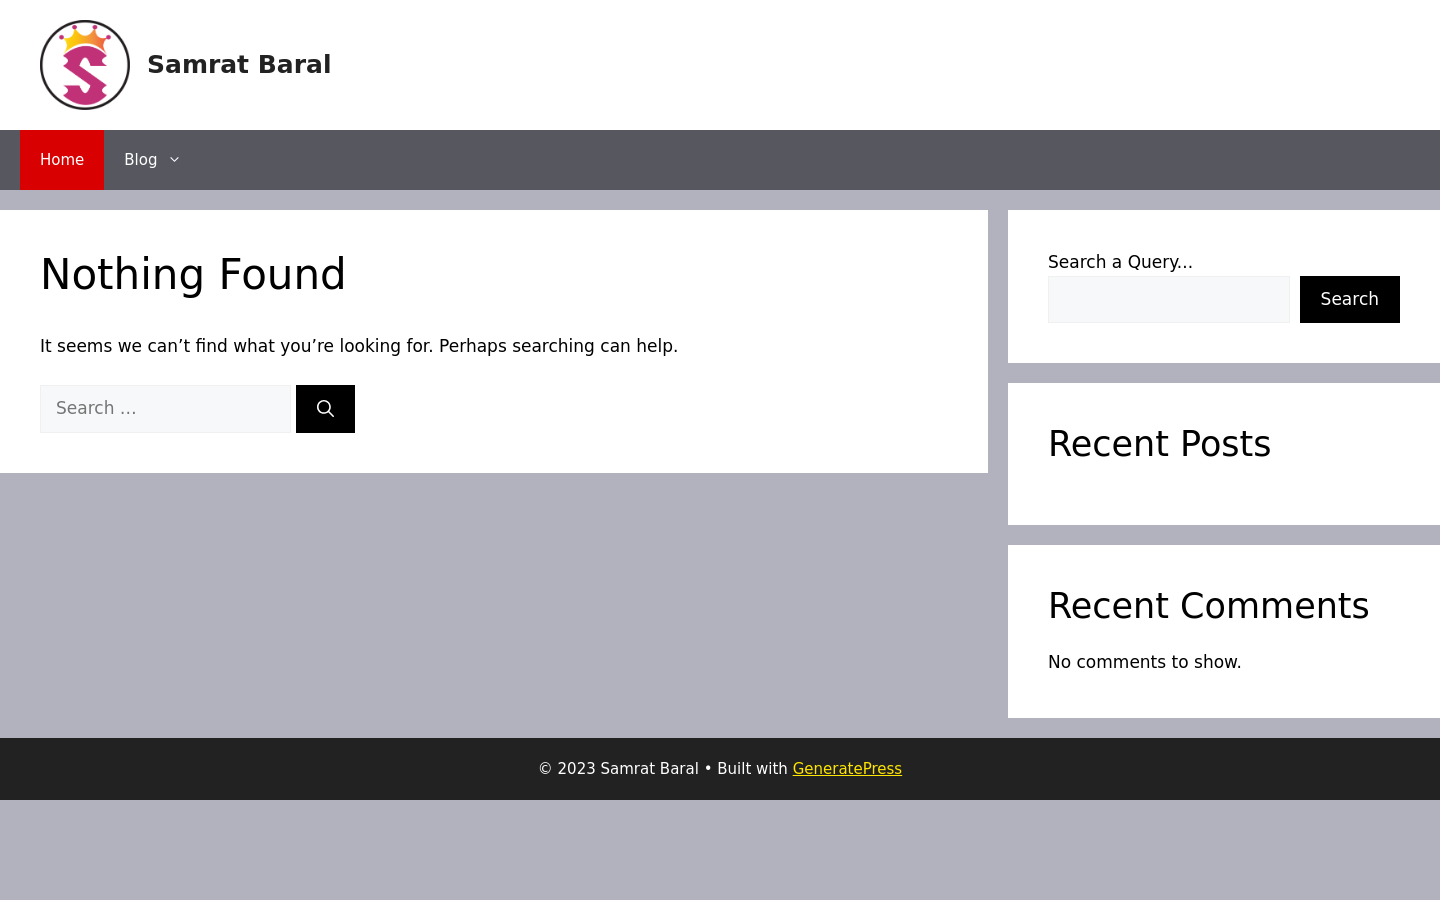 S
Samrat Baral
Home
Blog
Nothing Found
It seems we can’t find what you’re looking for. Perhaps searching can help.
Search …
Search a Query...
Search
Recent Posts
Recent Comments
No comments to show.
© 2023 Samrat Baral • Built with GeneratePress